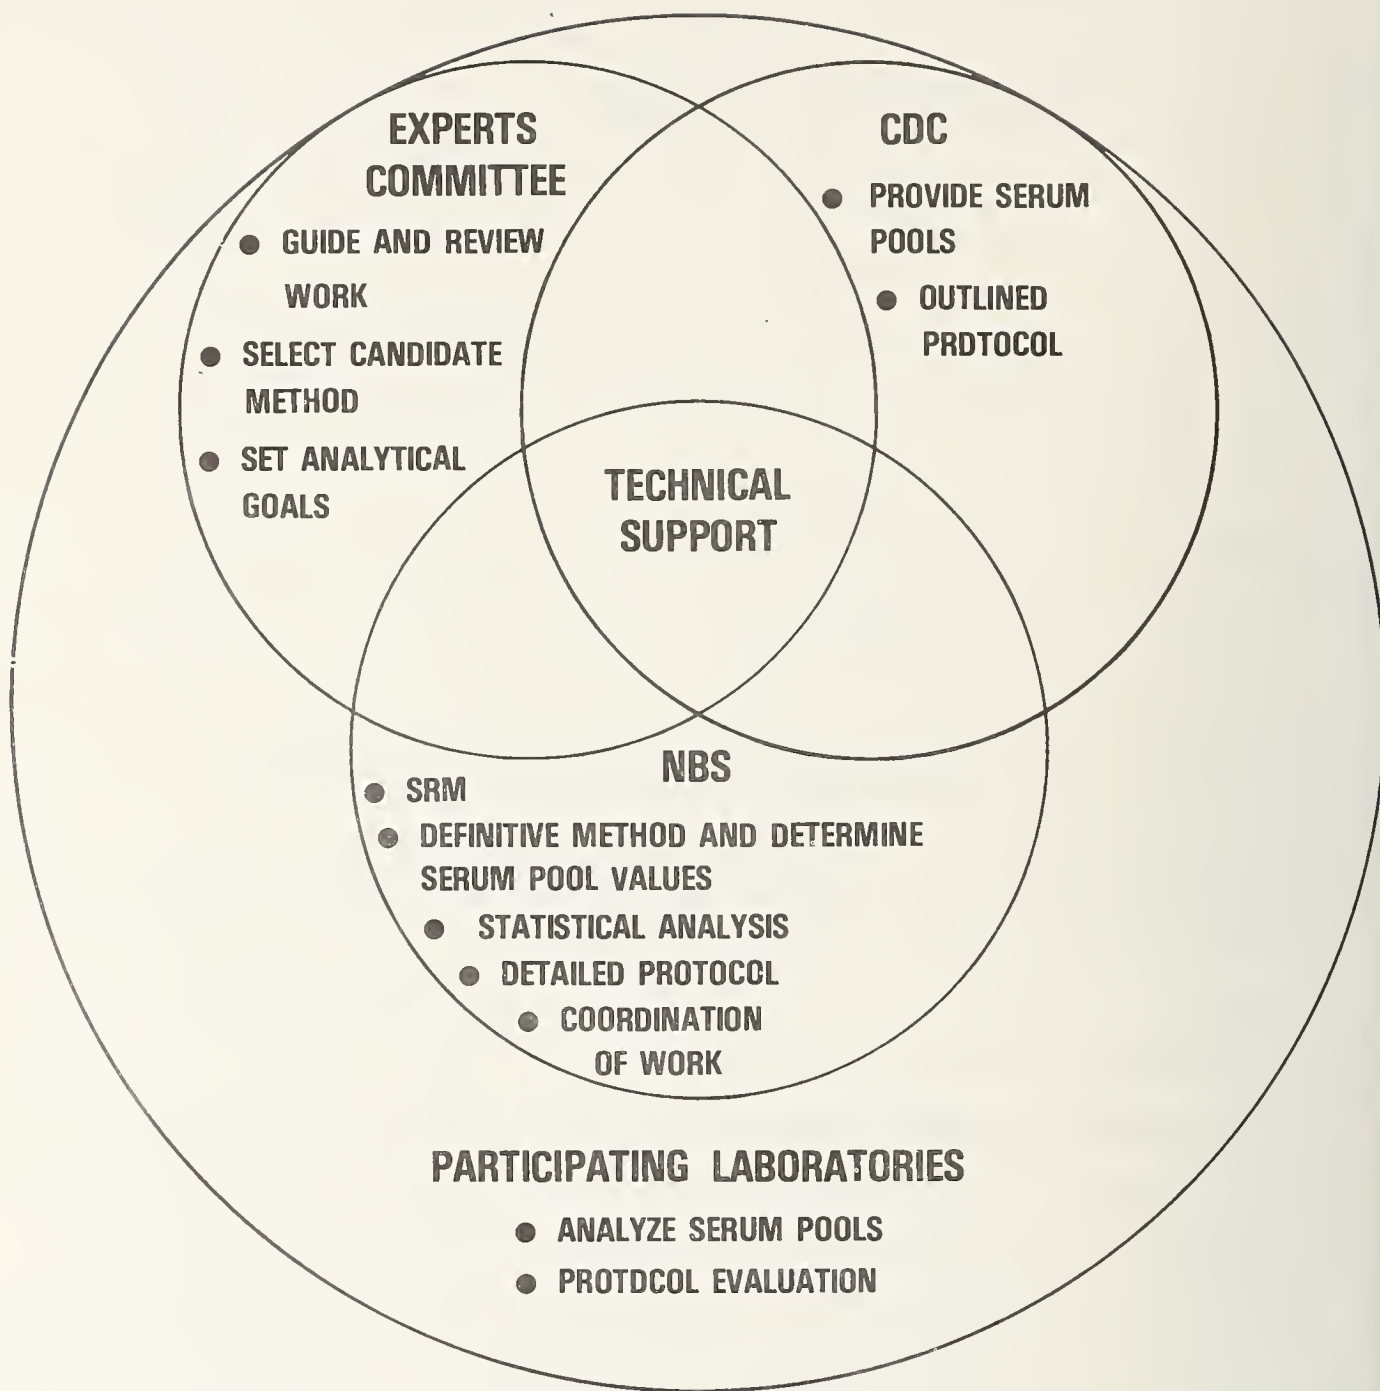 EXPERTS
COMMITTEE
● GUIDE AND REVIEW
WORK
● SELECT CANDIDATE
METHOD
● SET ANALYTICAL
GOALS
CDC
● PROVIDE SERUM
POOLS
● OUTLINED
PRDTOCOL
TECHNICAL
SUPPORT
NBS
● SRM
● DEFINITIVE METHOD AND DETERMINE
SERUM POOL VALUES
● STATISTICAL ANALYSIS
● DETAILED PROTOCOL
● COORDINATION
OF WORK
PARTICIPATING LABORATORIES
● ANALYZE SERUM POOLS
● PROTDCOL EVALUATION